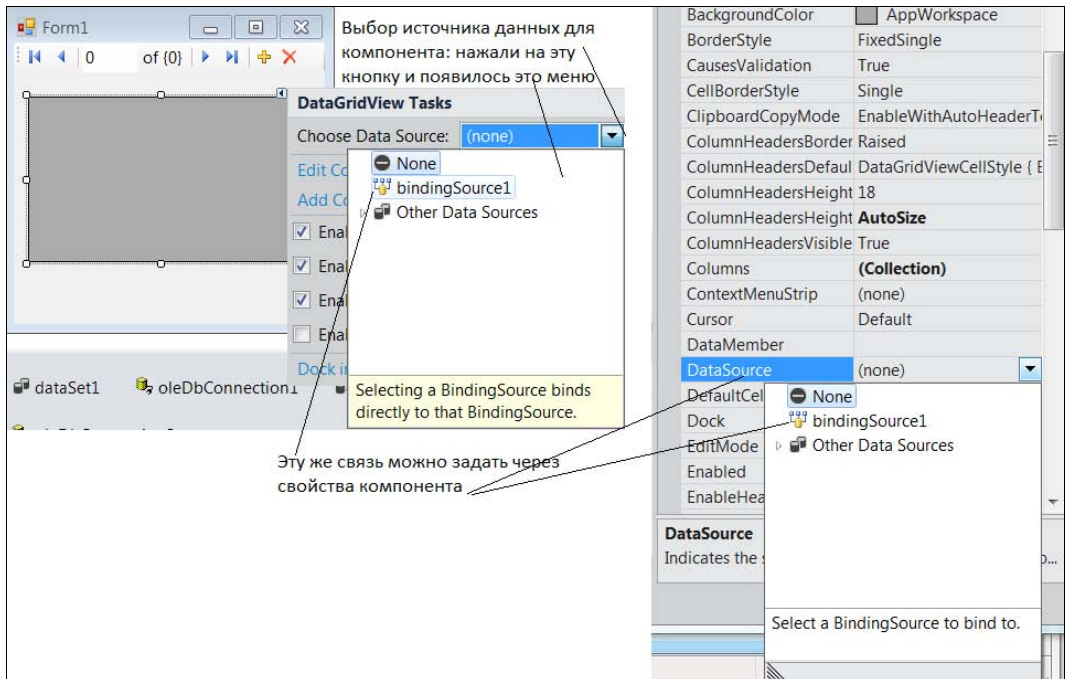 Form1
0 of {0}
Выбор источника данных для
компонента: нажали на эту
кнопку и появилось это меню
DataGridView Tasks
Choose Data Source: (none)
None
bindingSource1
Other Data Sources
Edit Co
Add Co
Enal
Enal
Enal
Enal
Dock in
Selecting a BindingSource binds
directly to that BindingSource.
dataSet1
oleDbConnection1
Эту же связь можно задать через
свойства компонента
BackgroundColor AppWorkspace
BorderStyle FixedSingle
CausesValidation True
CellBorderStyle Single
ClipboardCopyMode EnableWithAutoHeaderTe
ColumnHeadersBorder Raised
ColumnHeadersDefaul DataGridViewCellStyle { B
ColumnHeadersHeight 18
ColumnHeadersHeight AutoSize
ColumnHeadersVisible True
Columns (Collection)
ContextMenuStrip (none)
Cursor Default
DataMember
DataSource (none)
DefaultCel
Dock
EditMode
Enabled
EnableHea
None
bindingSource1
Other Data Sources
DataSource
Indicates the s
o...
Select a BindingSource to bind to.